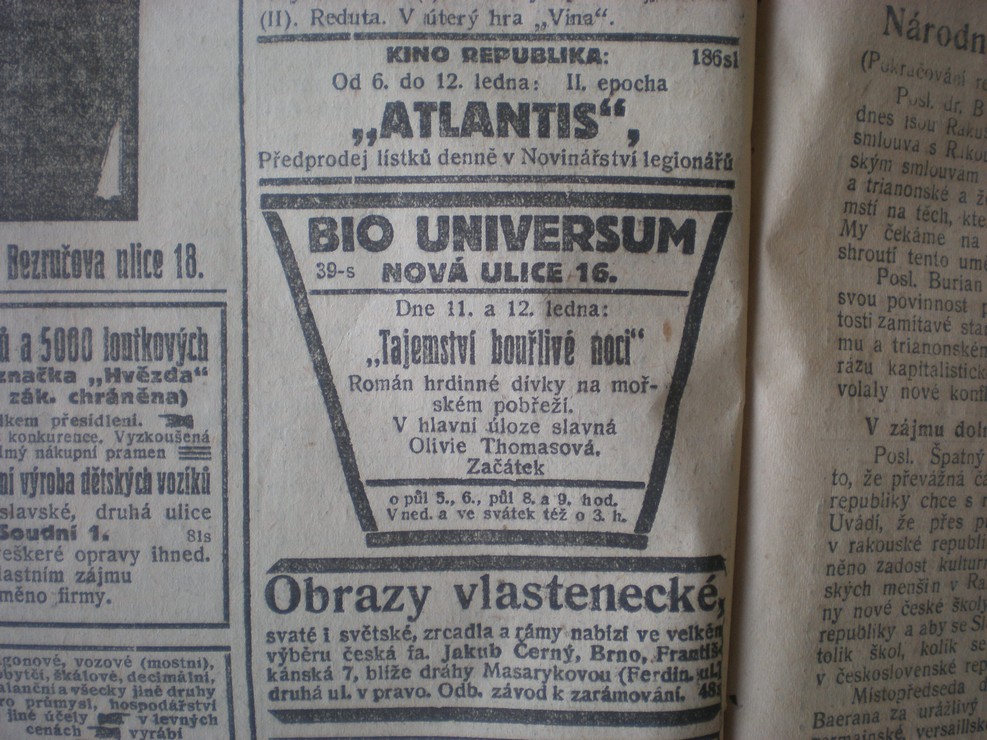 (II). Reduta. V úterý hra „Vina“.
KINO REPUBLIKA: 186sl
Od 6. do 12. ledna: II. epocha
„ATLANTIS“,
Předprodej lístků denně v Novinářství legionářů
BIO UNIVERSUM
39-s NOVÁ ULICE 16.
Dne 11. a 12. ledna:
„Tajemství bouřlivé noci“
Román hrdinné dívky na moř-
ském pobřeží.
V hlavní úloze slavná
Olivie Thomasová.
Začátek
o půl 5., 6., půl 8. a 9. hod.
V ned. a ve svátek též o 3. h.
Obrazy vlastenecké,
svaté i světské, zrcadla a rámy nabízí ve velkém
výběru česká fa. Jakub Černý, Brno, Františ-
kánská 7, blíže dráhy Masarykovou (Ferdin. ul.)
druhá ul. v pravo. Odb. závod k zarámování. 48s
Bezručova ulice 18.
a 5000 loutkových
značka „Hvězda“
zák. chráněna)
přesídlení.
konkurence. Vyzkoušená
nákupní pramen
výroba dětských vozíků
slavské, druhá ulice
Soudní 1. 81s
veškeré opravy ihned.
vlastním zájmu
firmy.
vozové (mostní),
škálové, decimální,
a všecky jiné druhy
průmysl, hospodářství
jiné účely v levných
cenách vyrábí
Národn
(Pokračování
Posl. dr. B
dnes jsou
smlouva s
ským smlouvám
a trianonské a
mstí na těch,
My čekáme na
shroutí tento
Posl. Burian
svou povinnost
tosti zamítavé
mu a
rázu
volaly nové
V zájmu
Posl. Špatný
to, že převážná
republiky chce s
Uvádí, že přes
v rakouské
něno žádost
ských menšin v
ny nové české
republiky a aby se
tolik škol, kolik se
v československé
Místopředseda
Baerana za urážlivý